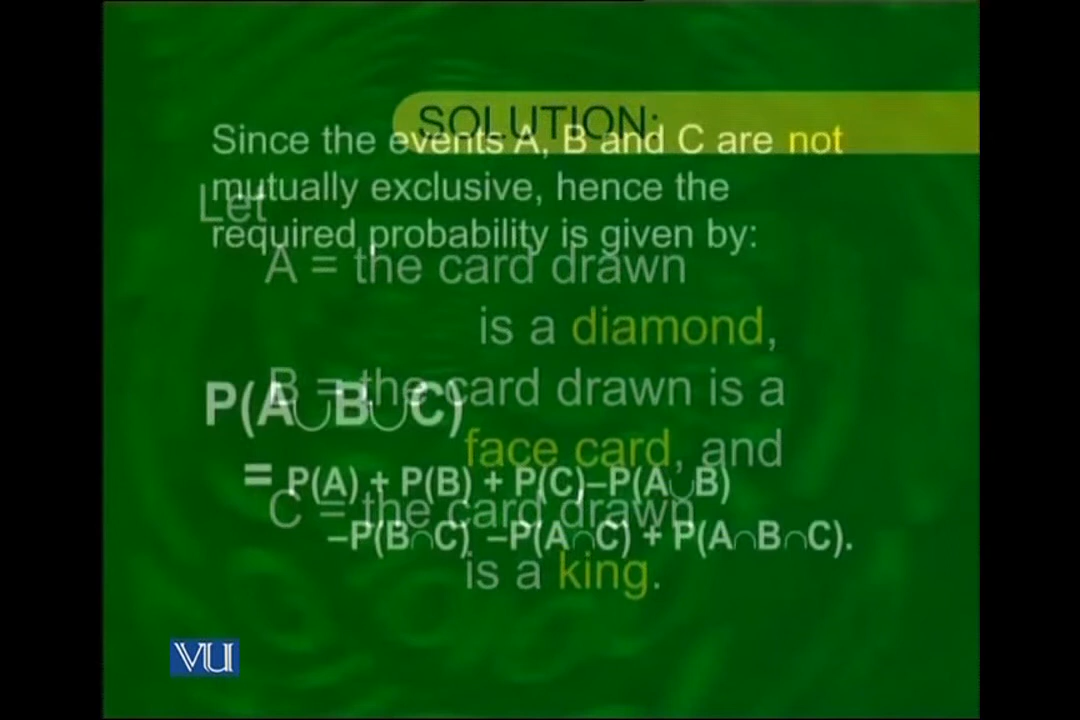 SOLUTION:
Let
A = the card drawn
is a diamond,
B = the card drawn is a
face card, and
C = the card drawn
is a king.
Since the events A, B and C are not
mutually exclusive, hence the
required probability is given by:
P(A∪B∪C)
= P(A) + P(B) + P(C)–P(A∪B)
–P(B∩C) –P(A∩C) + P(A∩B∩C).
VU